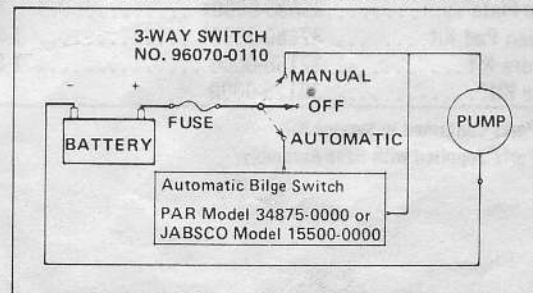 3-WAY SWITCH
NO. 96070-0110
MANUAL
OFF
AUTOMATIC
- +
FUSE
BATTERY
PUMP
Automatic Bilge Switch
PAR Model 34875-0000 or
JABSCO Model 15500-0000